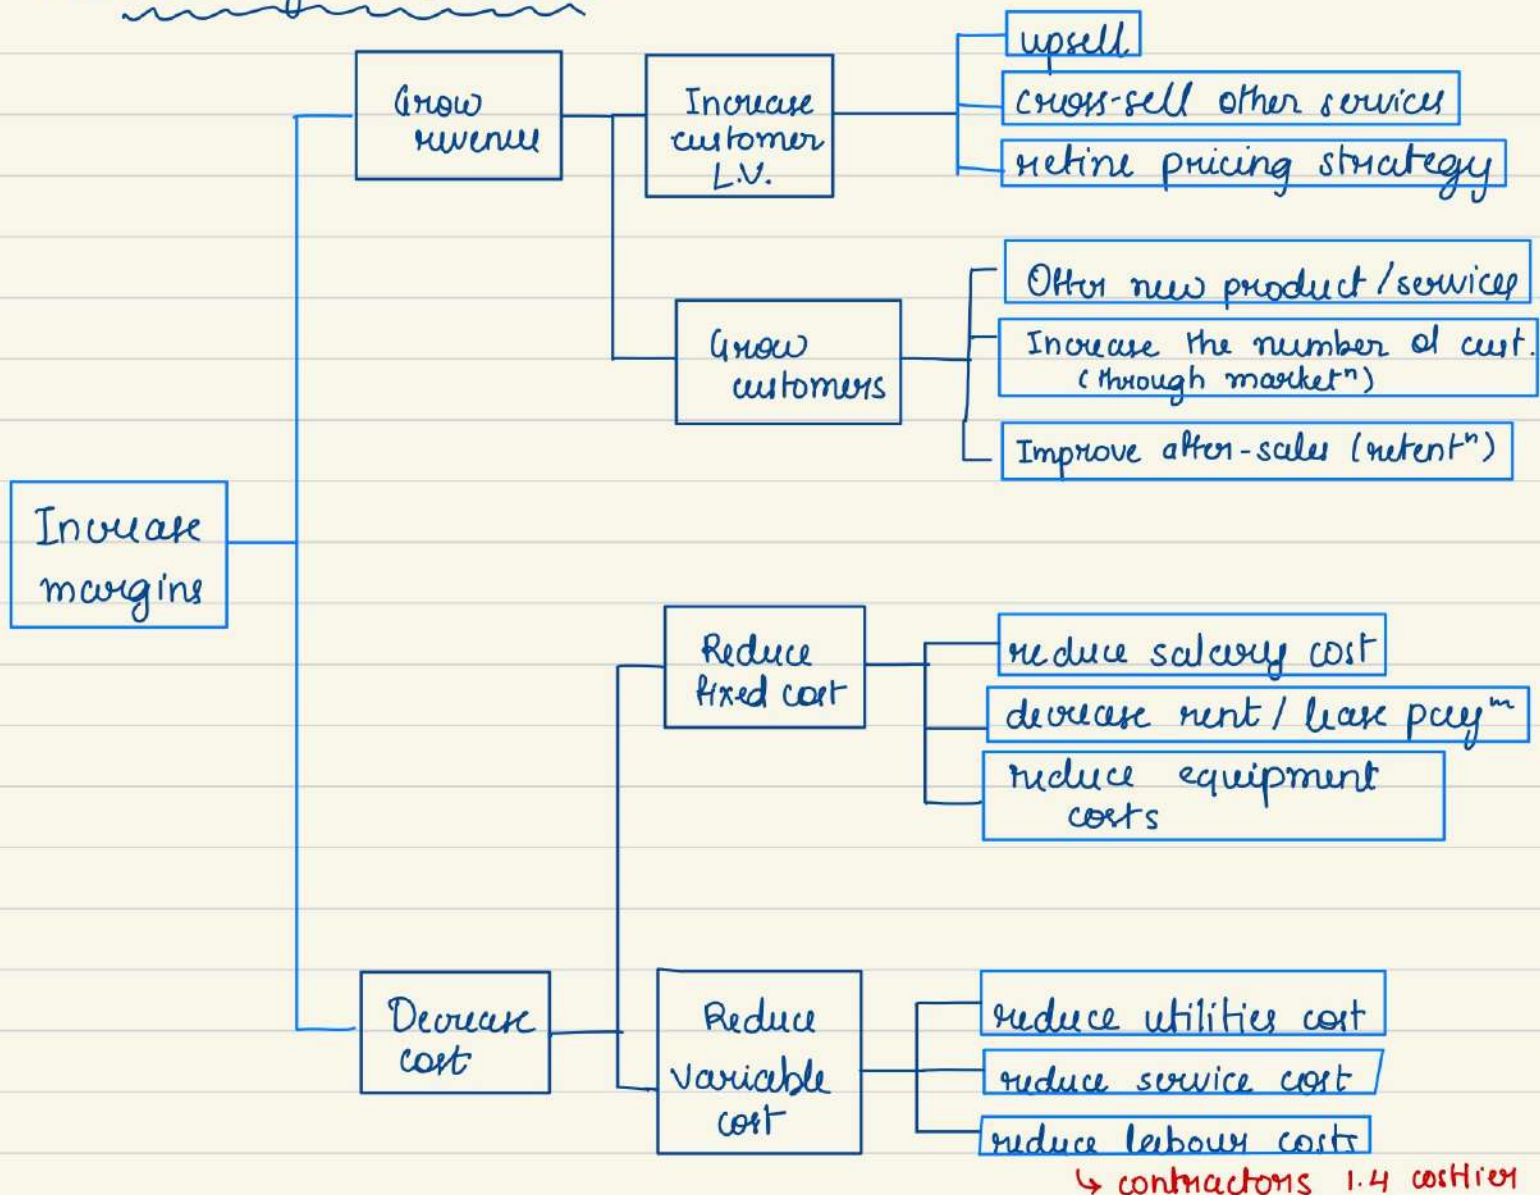 upsell
Grow
revenue
Increase
customer
L.V.
cross-sell other services
refine pricing strategy
Offer new product/services
Grow
customers
Increase the number of cust.
(through marketⁿ)
Improve after-sales (retentⁿ)
Increase
margins
Reduce
fixed cost
reduce salary cost
decrease rent / lease payᵐ
reduce equipment
costs
Decrease
cost
Reduce
variable
cost
reduce utilities cost
reduce service cost
reduce labour costs
↳ contractors 1.4 costlier